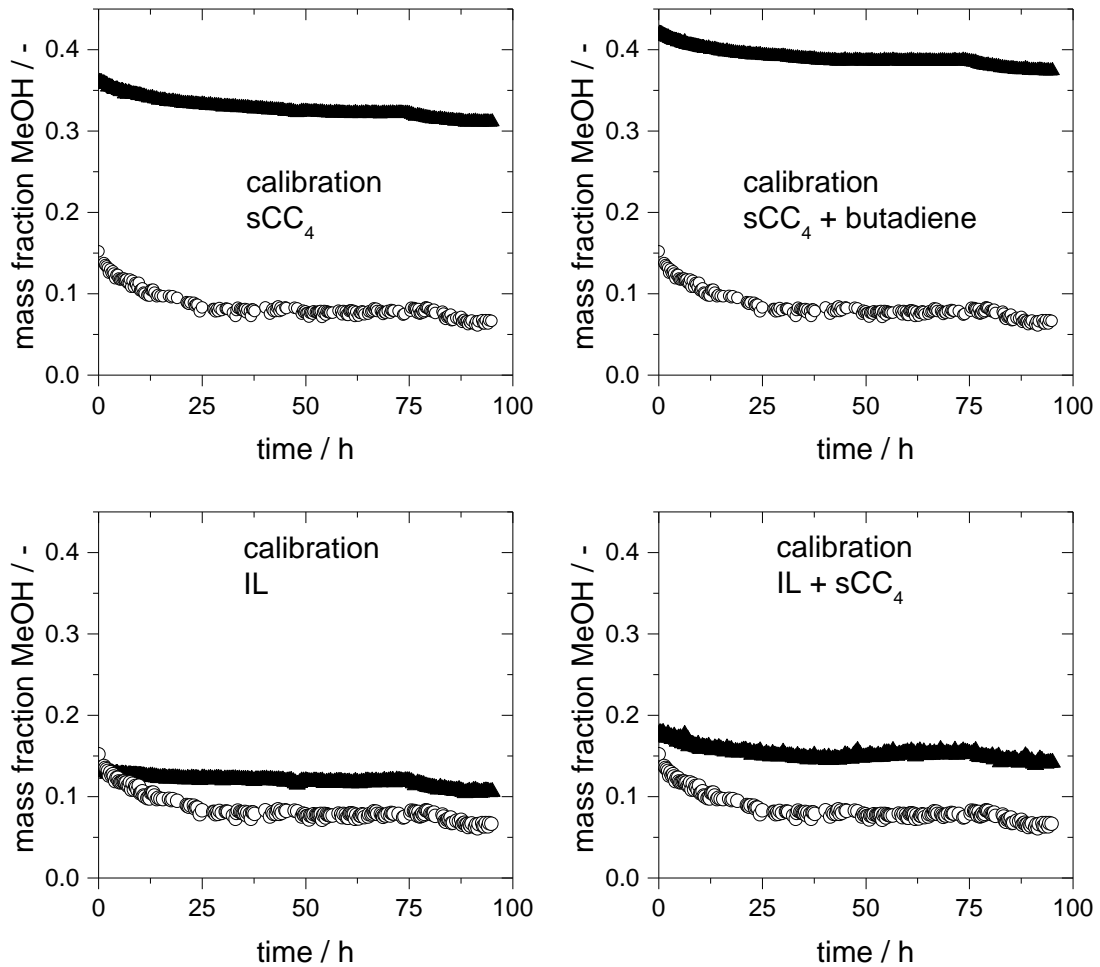 mass fraction MeOH / -
0.4
0.3
0.2
0.1
0.0
calibration
sCC₄
0 25 50 75 100
time / h
mass fraction MeOH / -
0.4
0.3
0.2
0.1
0.0
calibration
sCC₄ + butadiene
0 25 50 75 100
time / h
mass fraction MeOH / -
0.4
0.3
0.2
0.1
0.0
calibration
IL
0 25 50 75 100
time / h
mass fraction MeOH / -
0.4
0.3
0.2
0.1
0.0
calibration
IL + sCC₄
0 25 50 75 100
time / h